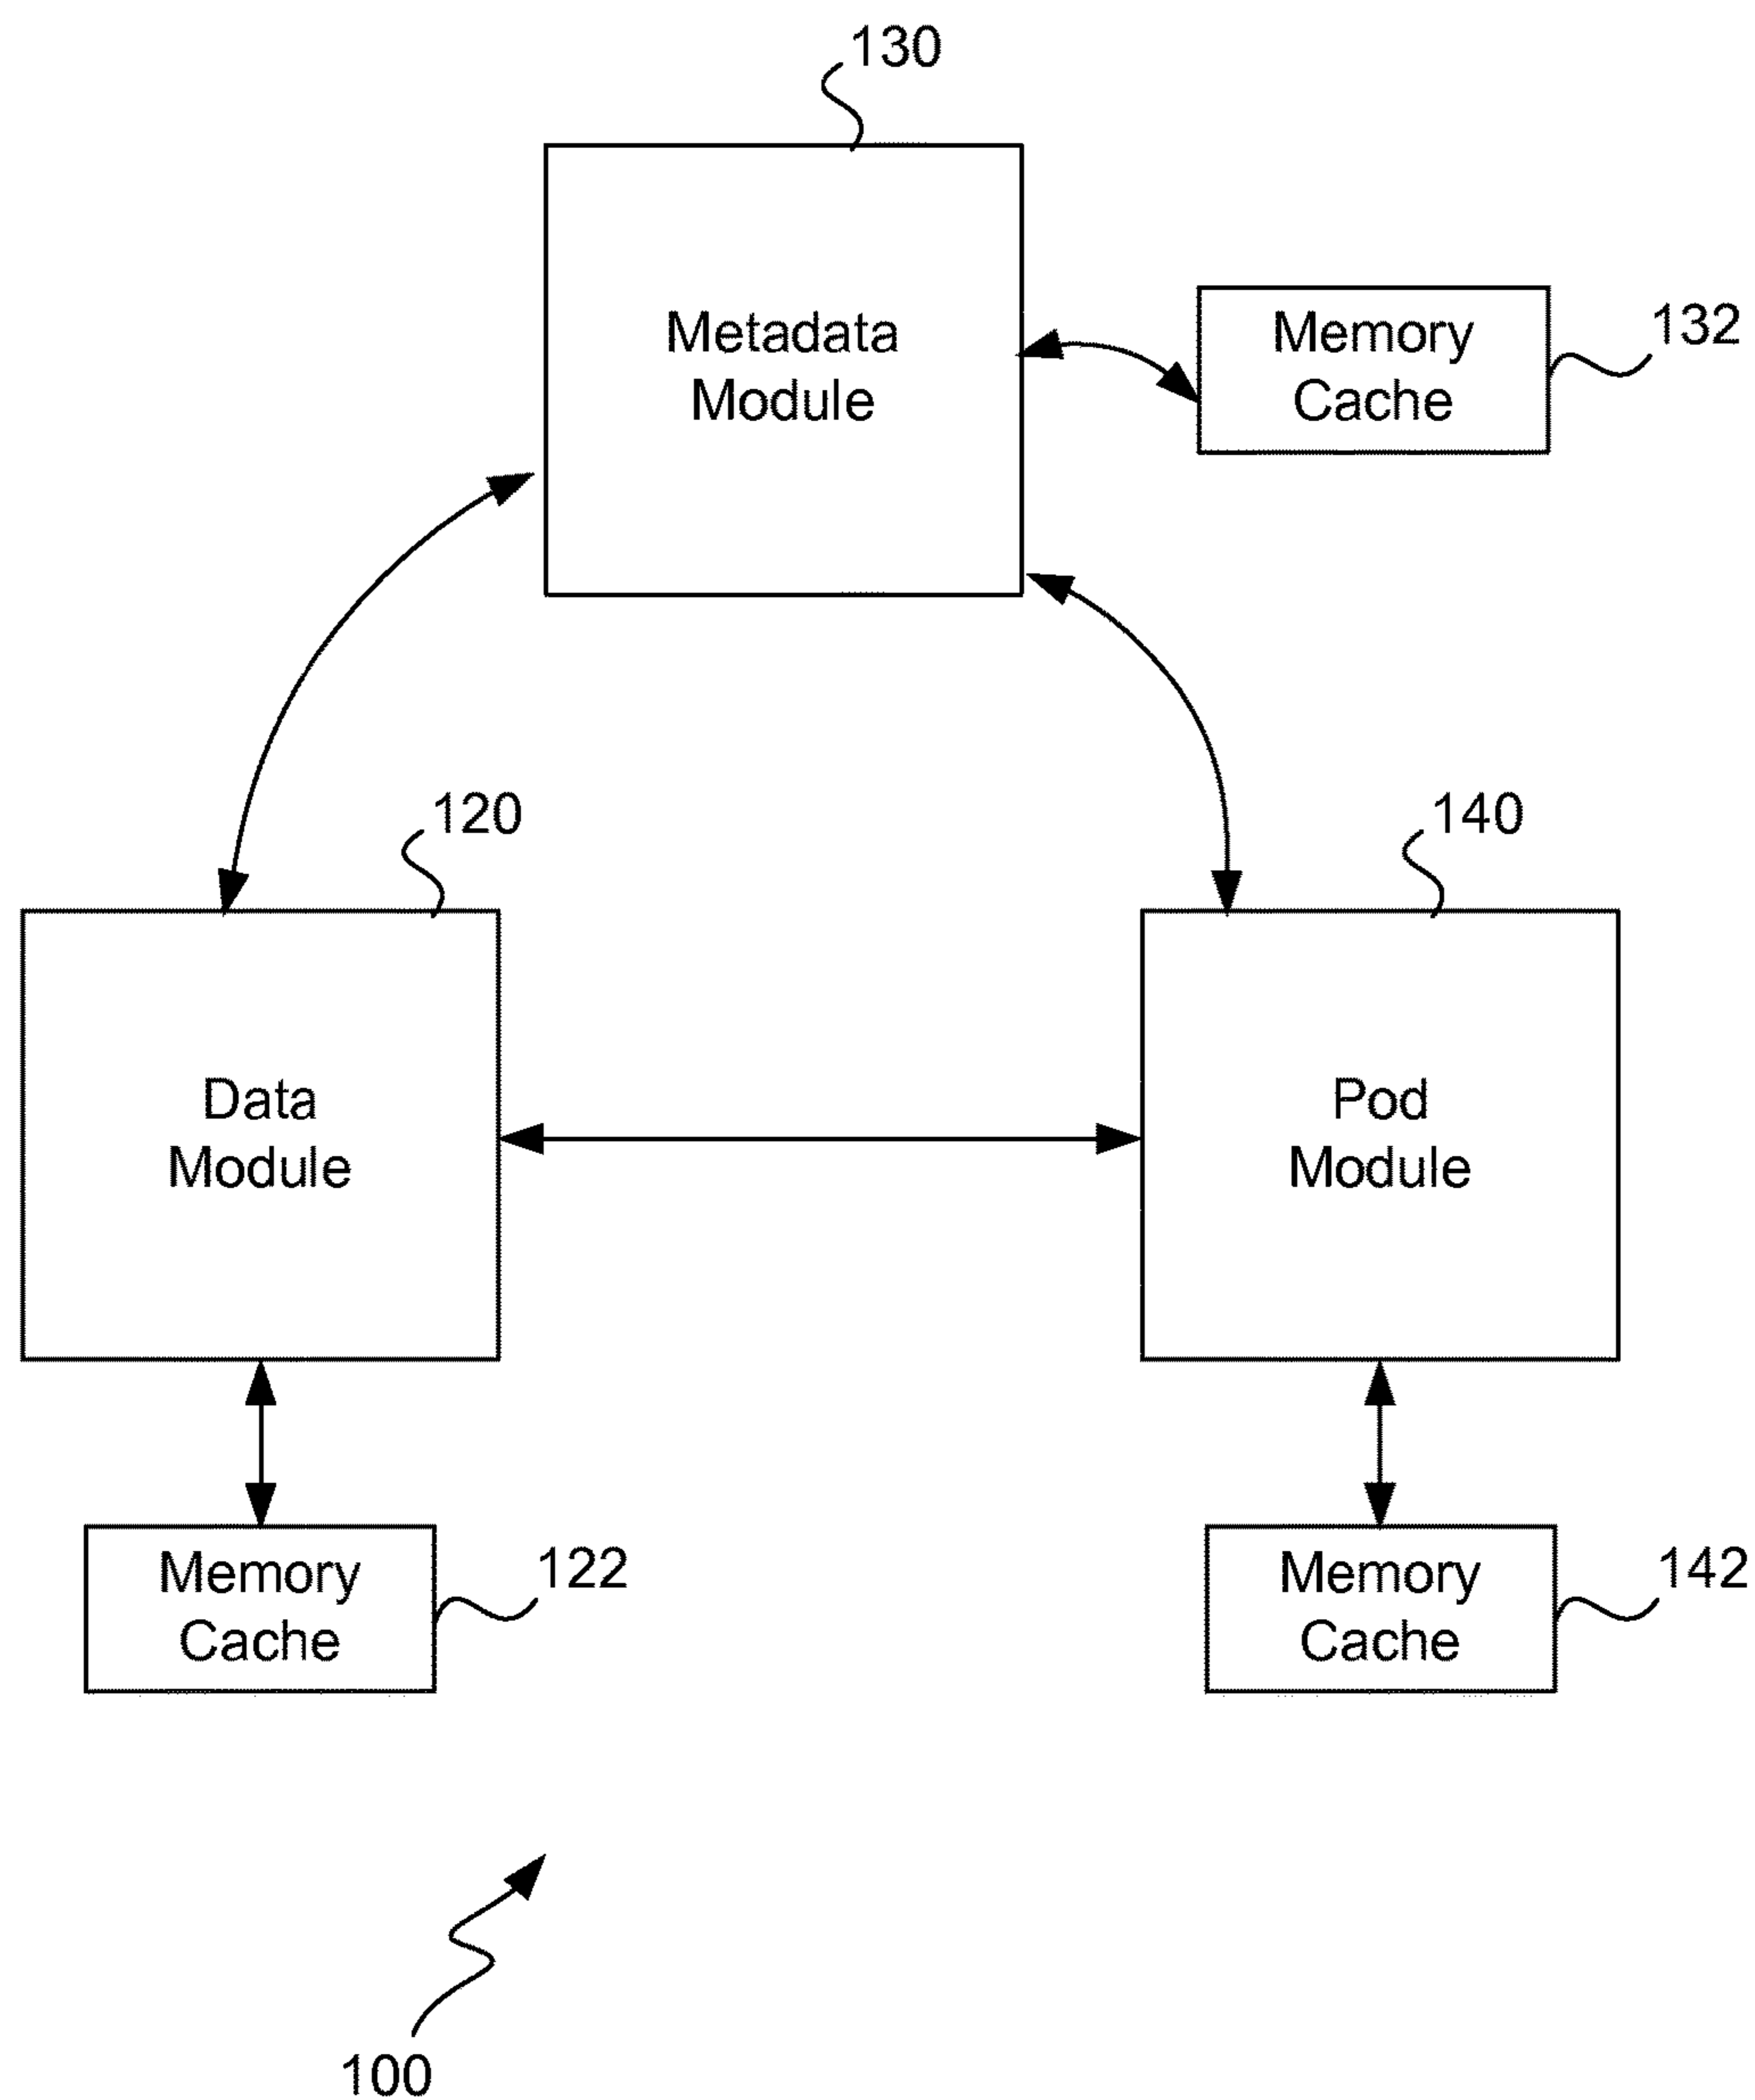 130
Metadata
Module
Memory
Cache
132
120
140
Data
Module
Pod
Module
Memory
Cache
122
Memory
Cache
142
100